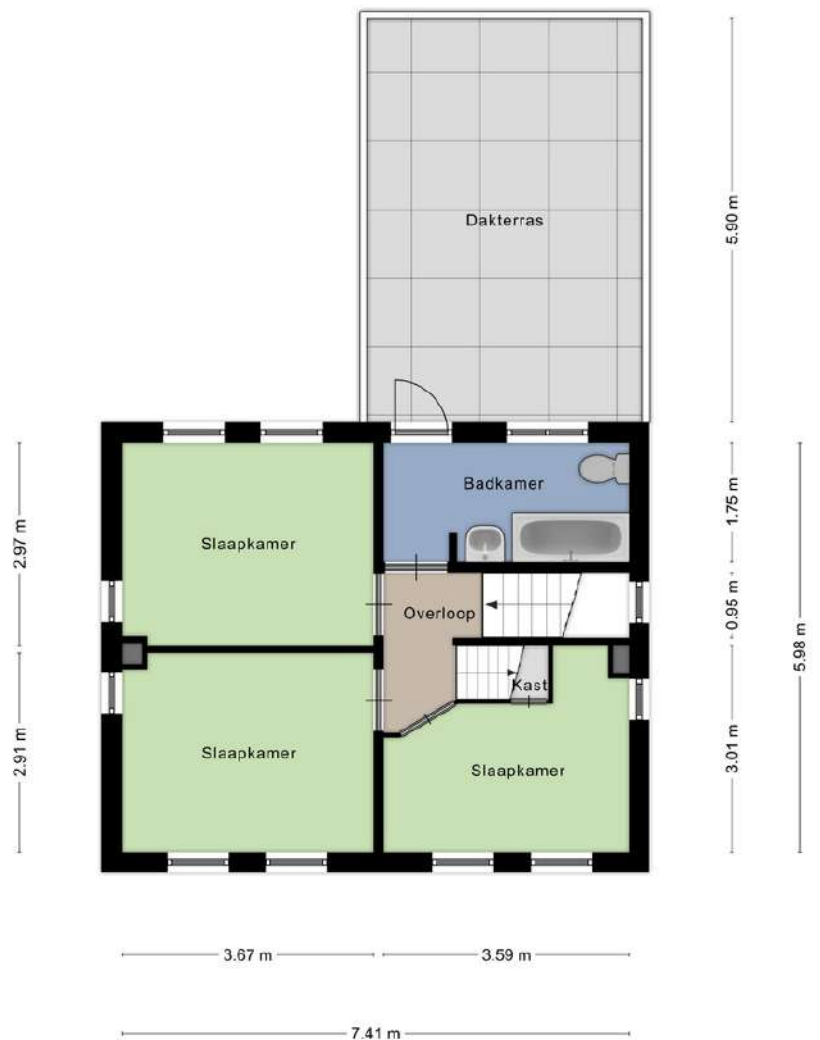 Dakterras
5.90 m
Badkamer
1.75 m
Slaapkamer
2.97 m
Overloop
0.95 m
5.98 m
Kast
Slaapkamer
2.91 m
Slaapkamer
3.01 m
3.67 m
3.59 m
7.41 m